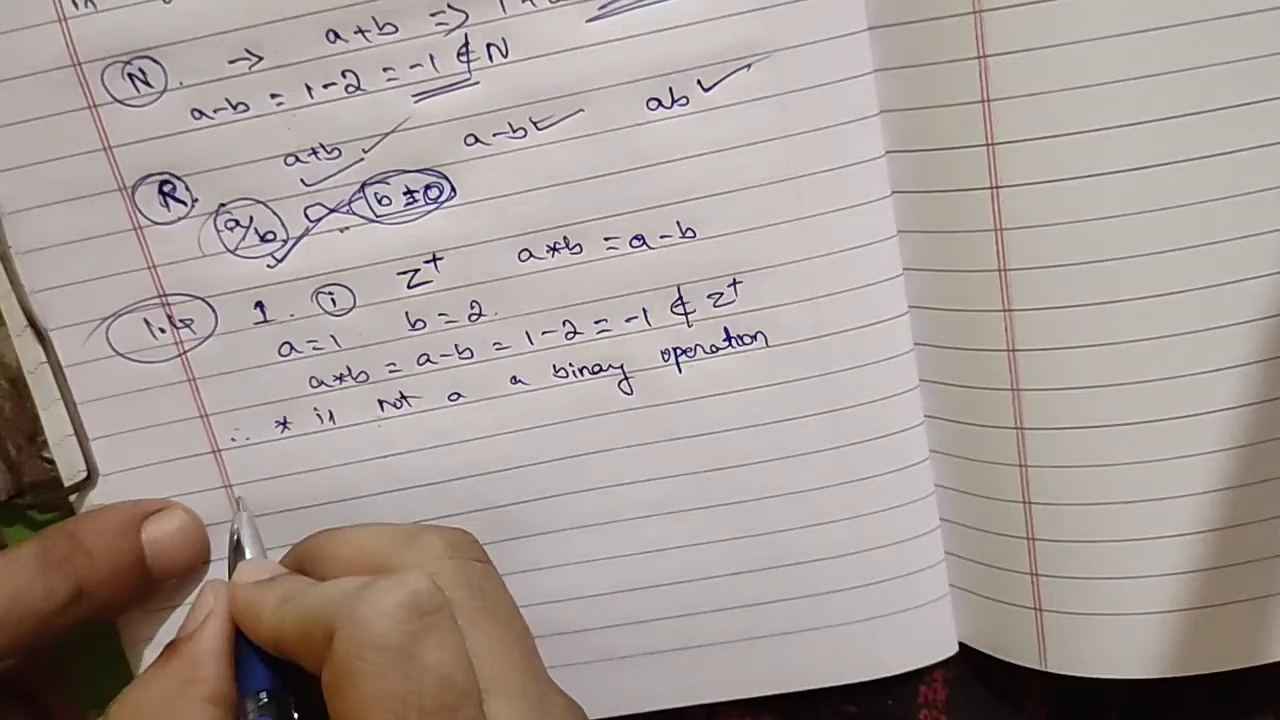 (N). → a+b ⇒
a-b = 1-2 = -1 ∉ N
a+b ✓ a-b ✓ ab ✓
(R). a/b b ≠ 0
1.4 1. (i) Z⁺ a*b = a-b
a=1 b=2.
a*b = a-b = 1-2 = -1 ∉ Z⁺
∴ * is not a a binary operation